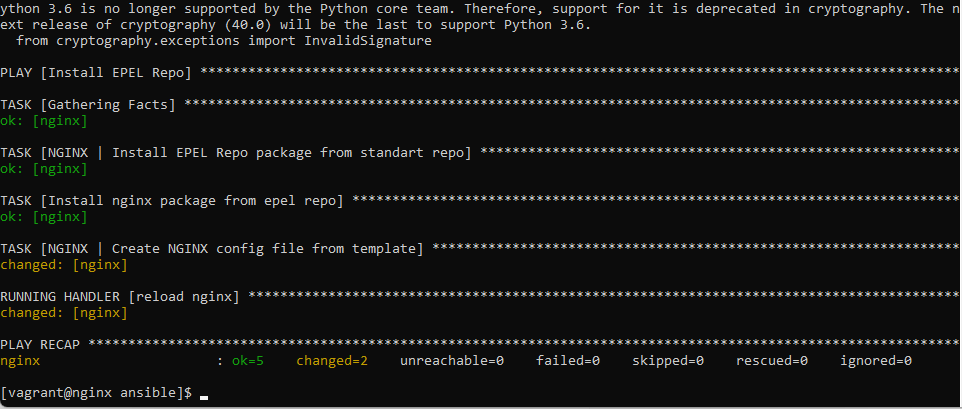 ython 3.6 is no longer supported by the Python core team. Therefore, support for it is deprecated in cryptography. The n
ext release of cryptography (40.0) will be the last to support Python 3.6.
  from cryptography.exceptions import InvalidSignature

PLAY [Install EPEL Repo] ***********************************************************************************************

TASK [Gathering Facts] *************************************************************************************************
ok: [nginx]

TASK [NGINX | Install EPEL Repo package from standart repo] ************************************************************
ok: [nginx]

TASK [Install nginx package from epel repo] ****************************************************************************
ok: [nginx]

TASK [NGINX | Create NGINX config file from template] ******************************************************************
changed: [nginx]

RUNNING HANDLER [reload nginx] *****************************************************************************************
changed: [nginx]

PLAY RECAP *************************************************************************************************************
nginx                      : ok=5    changed=2    unreachable=0    failed=0    skipped=0    rescued=0    ignored=0

[vagrant@nginx ansible]$